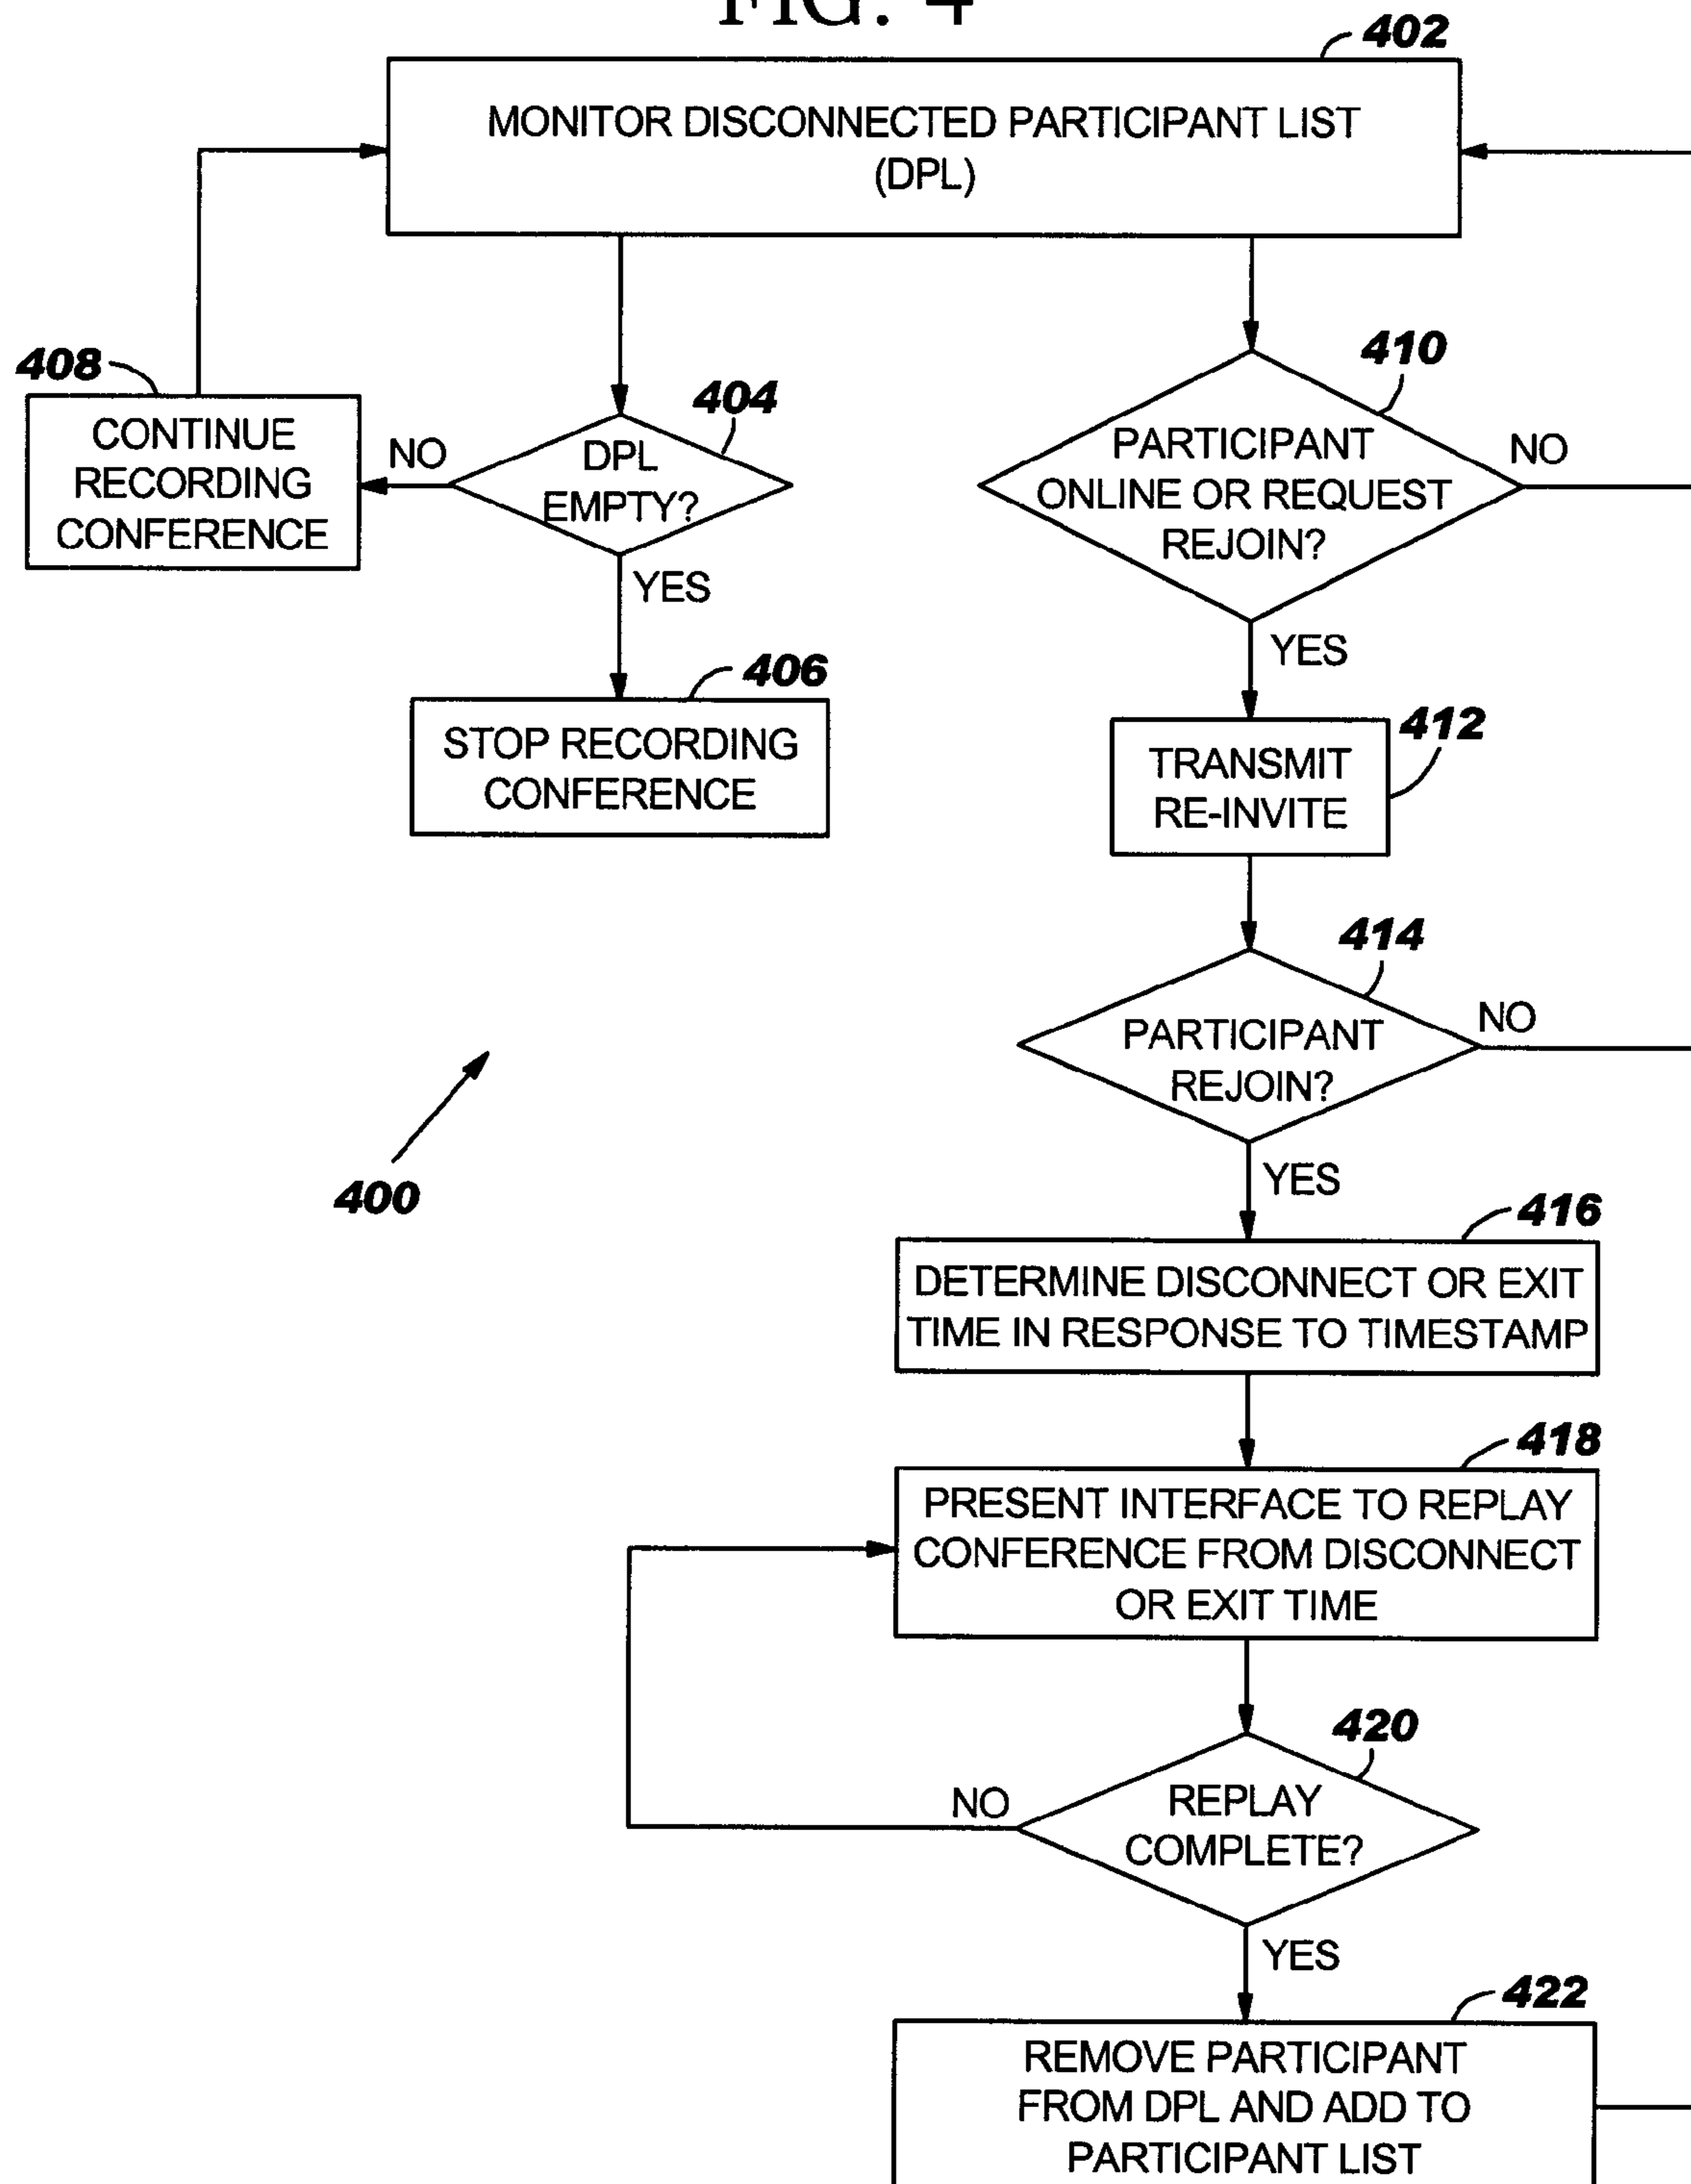 FIG. 4
402
MONITOR DISCONNECTED PARTICIPANT LIST
(DPL)
408
CONTINUE
RECORDING
CONFERENCE
NO
404
DPL
EMPTY?
YES
406
STOP RECORDING
CONFERENCE
410
PARTICIPANT
ONLINE OR REQUEST
REJOIN?
NO
YES
412
TRANSMIT
RE-INVITE
414
PARTICIPANT
REJOIN?
NO
YES
400
416
DETERMINE DISCONNECT OR EXIT
TIME IN RESPONSE TO TIMESTAMP
418
PRESENT INTERFACE TO REPLAY
CONFERENCE FROM DISCONNECT
OR EXIT TIME
420
REPLAY
COMPLETE?
NO
YES
422
REMOVE PARTICIPANT
FROM DPL AND ADD TO
PARTICIPANT LIST